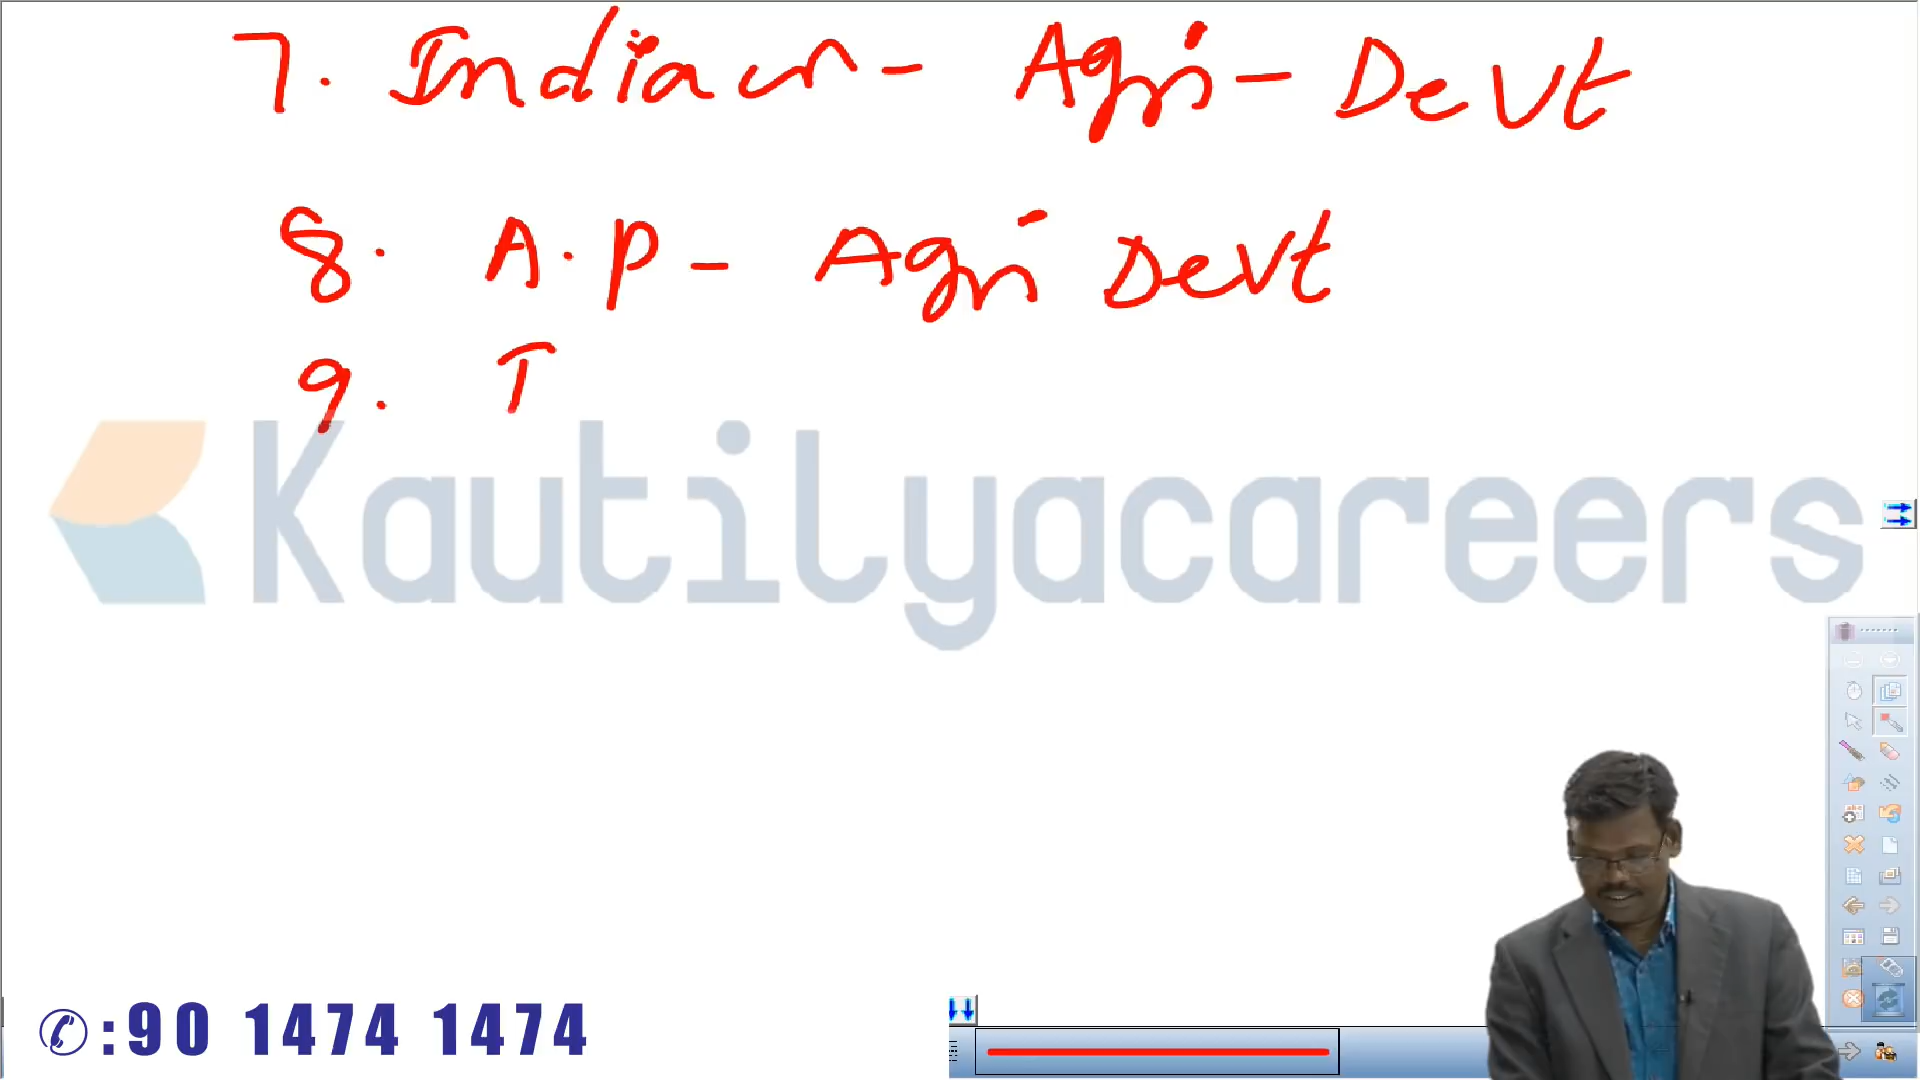 7. Indian - Agri - Devt
8. A.P - Agri Devt
9. I
Kautilyacareers
✆:90 1474 1474